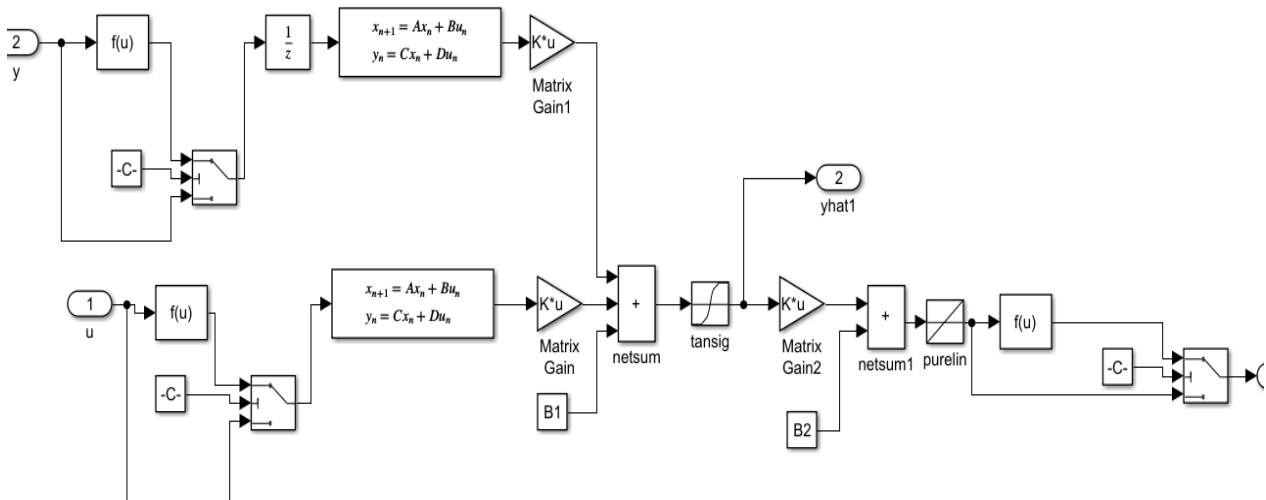 2
y
f(u)
-C-
1
z
x_{n+1} = Ax_n + Bu_n
y_n = Cx_n + Du_n
K*u
Matrix
Gain1
1
u
f(u)
-C-
x_{n+1} = Ax_n + Bu_n
y_n = Cx_n + Du_n
K*u
Matrix
Gain
B1
+
netsum
tansig
2
yhat1
K*u
Matrix
Gain2
B2
+
netsum1
purelin
f(u)
-C-